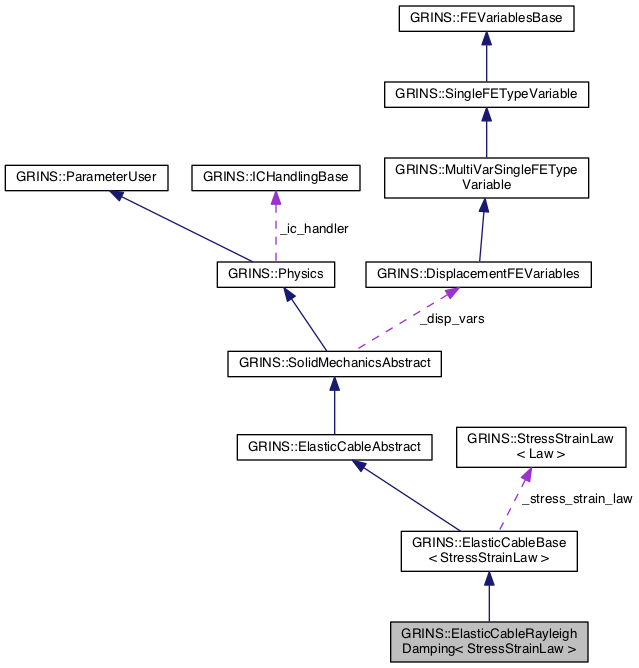 GRINS::FEVariablesBase
GRINS::SingleFETypeVariable
GRINS::MultiVarSingleFEType
Variable
GRINS::ParameterUser
GRINS::ICHandlingBase
_ic_handler
GRINS::Physics
GRINS::DisplacementFEVariables
_disp_vars
GRINS::SolidMechanicsAbstract
GRINS::ElasticCableAbstract
GRINS::StressStrainLaw
< Law >
_stress_strain_law
GRINS::ElasticCableBase
< StressStrainLaw >
GRINS::ElasticCableRayleigh
Damping< StressStrainLaw >